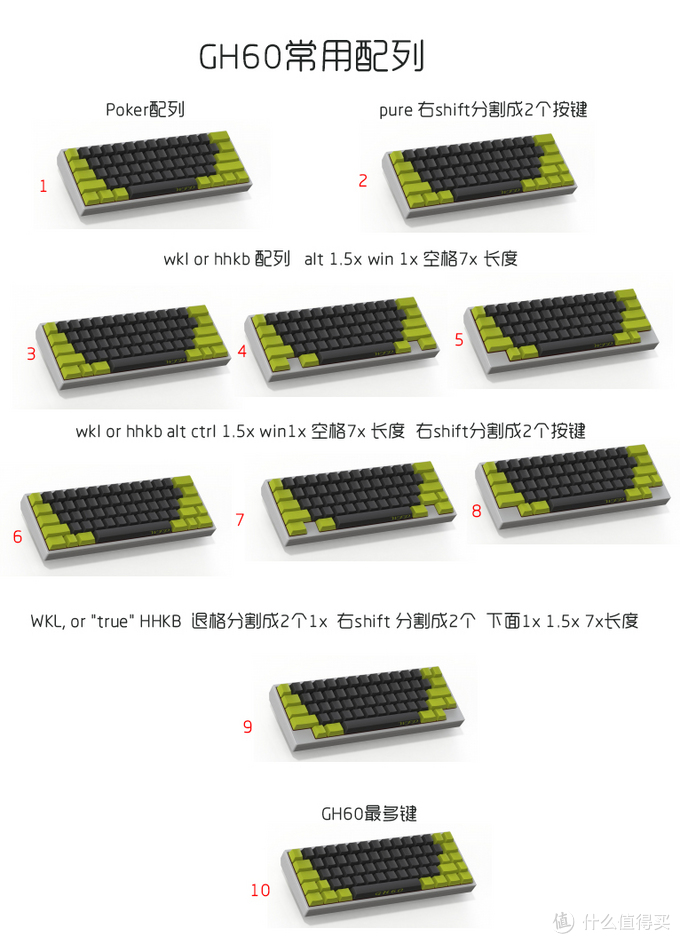 GH60常用配列
Poker配列
pure 右shift分割成2个按键
1
2
wkl or hhkb 配列 alt 1.5x win 1x 空格7x 长度
3
4
5
wkl or hhkb alt ctrl 1.5x win1x 空格7x 长度 右shift分割成2个按键
6
7
8
WKL, or "true" HHKB 退格分割成2个1x 右shift 分割成2个 下面1x 1.5x 7x长度
9
GH60最多键
GH60
10
值 什么值得买